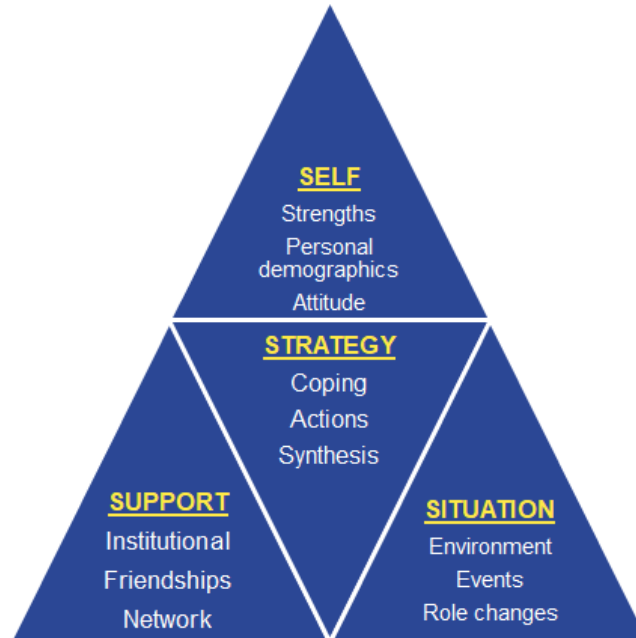 SELF
Strengths
Personal
demographics
Attitude
STRATEGY
Coping
Actions
Synthesis
SUPPORT
Institutional
Friendships
Network
SITUATION
Environment
Events
Role changes